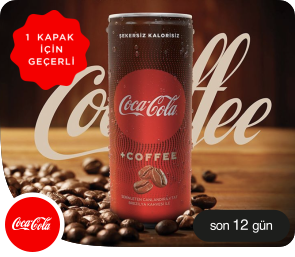 1 KAPAK
İÇİN
GEÇERLİ
ŞEKERSİZ KALORİSİZ
Coffee
Coca-Cola
+COFFEE
Coca-Cola
son 12 gün